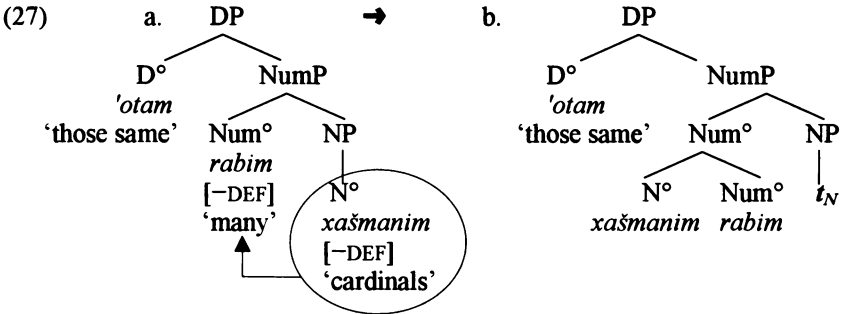 (27) a. DP → b. DP
D° NumP D° NumP
'otam 'otam
‘those same’ Num° NP ‘those same’ Num° NP
rabim
[−DEF] N° N° Num° tN
‘many’ xašmanim xašmanim rabim
[−DEF]
‘cardinals’